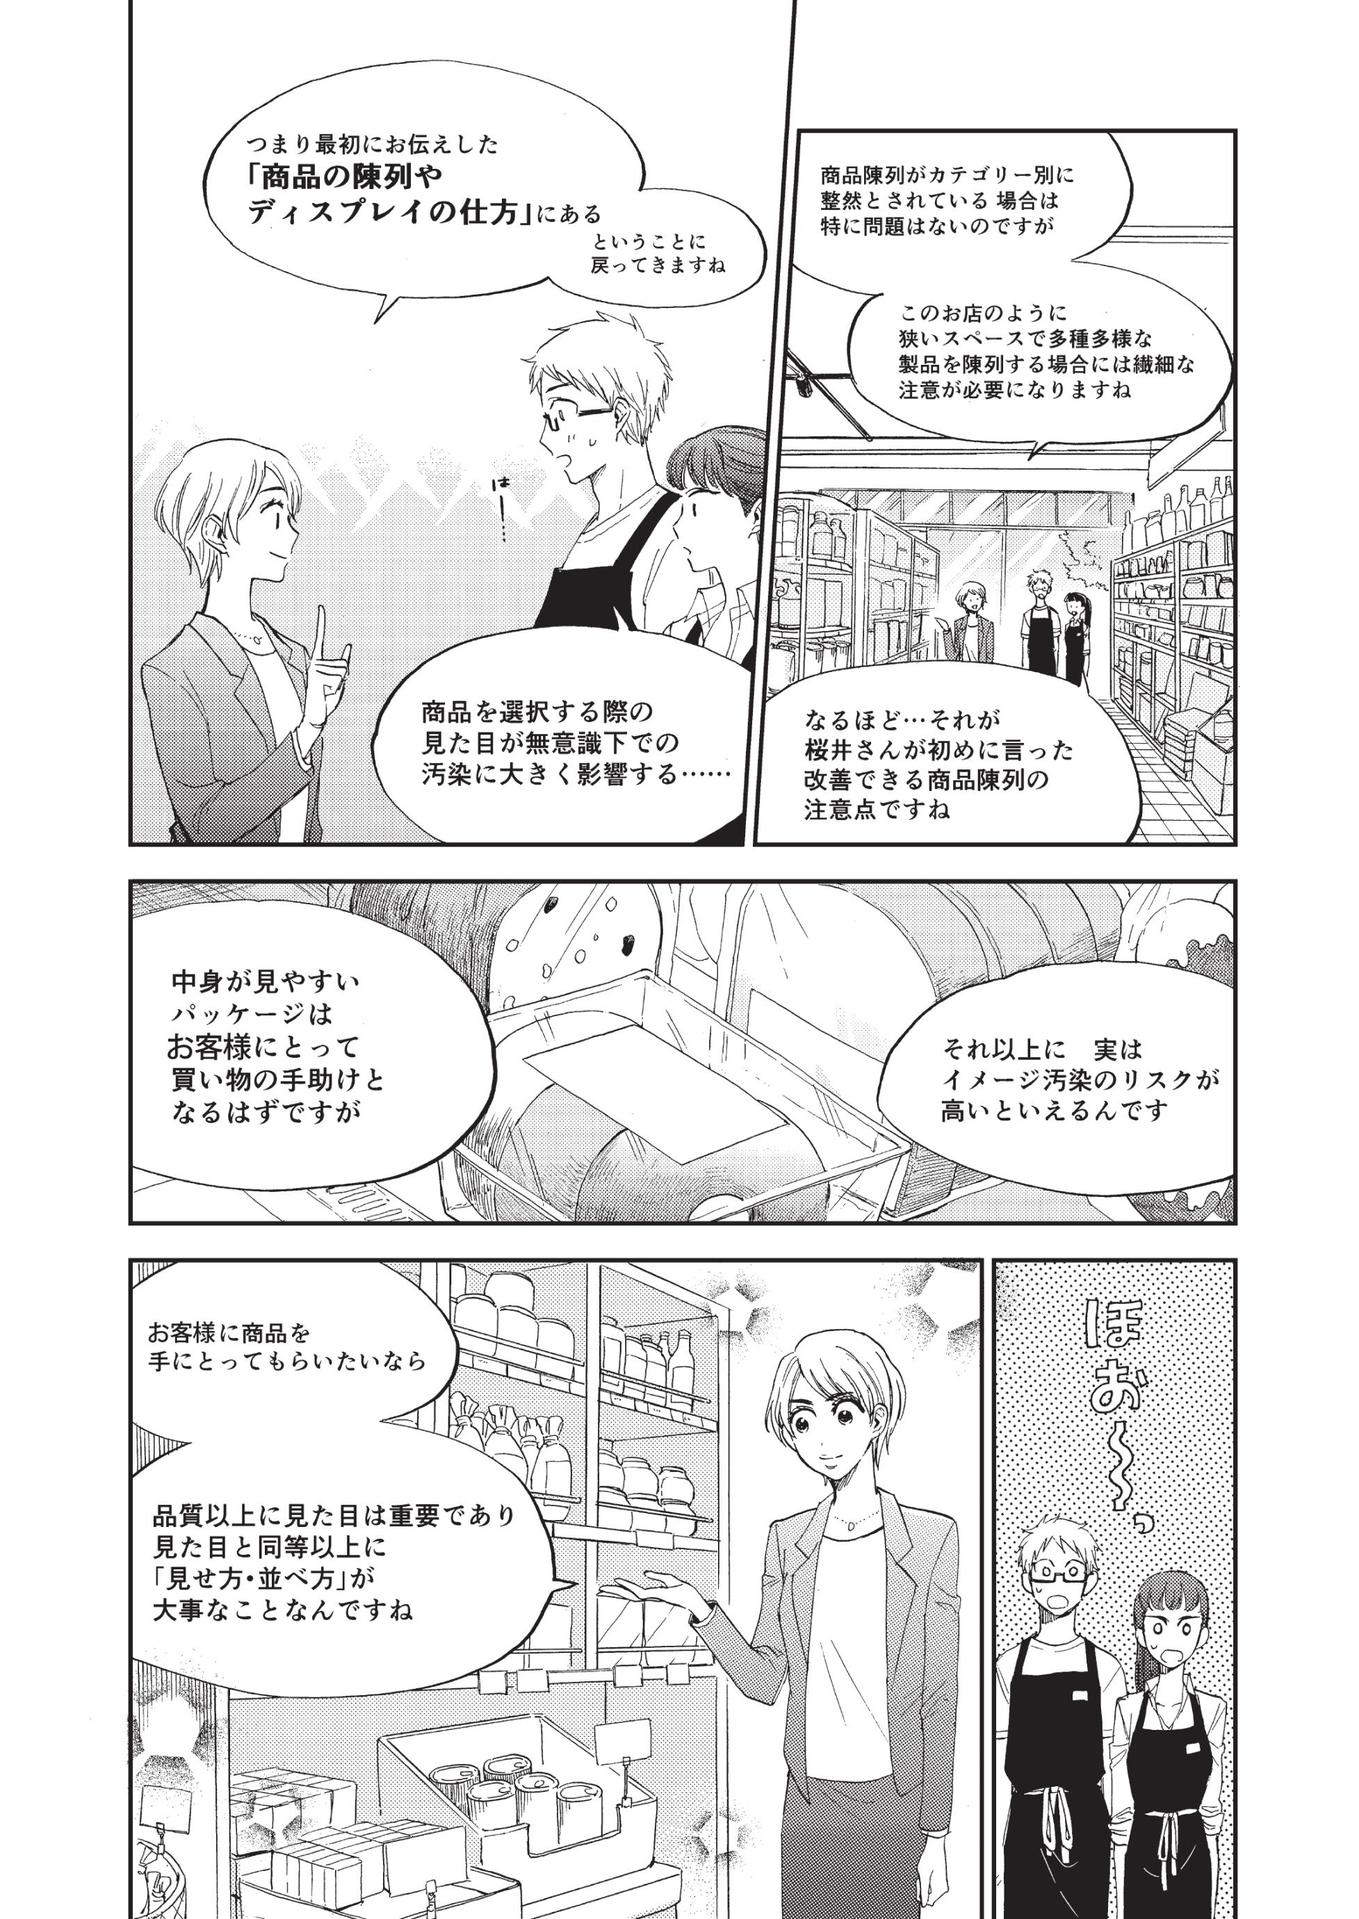 つまり最初にお伝えした
「商品の陳列や
ディスプレイの仕方」にある
ということに
戻ってきますね
はー…
商品を選択する際の
見た目が無意識下での
汚染に大きく影響する……
商品陳列がカテゴリー別に
整然とされている 場合は
特に問題はないのですが
このお店のように
狭いスペースで多種多様な
製品を陳列する場合には繊細な
注意が必要になりますね
なるほど…それが
桜井さんが初めに言った
改善できる商品陳列の
注意点ですね
中身が見やすい
パッケージは
お客様にとって
買い物の手助けと
なるはずですが
それ以上に　実は
イメージ汚染のリスクが
高いといえるんです
お客様に商品を
手にとってもらいたいなら
品質以上に見た目は重要であり
見た目と同等以上に
「見せ方・並べ方」が
大事なことなんですね
ほお〜〜っ